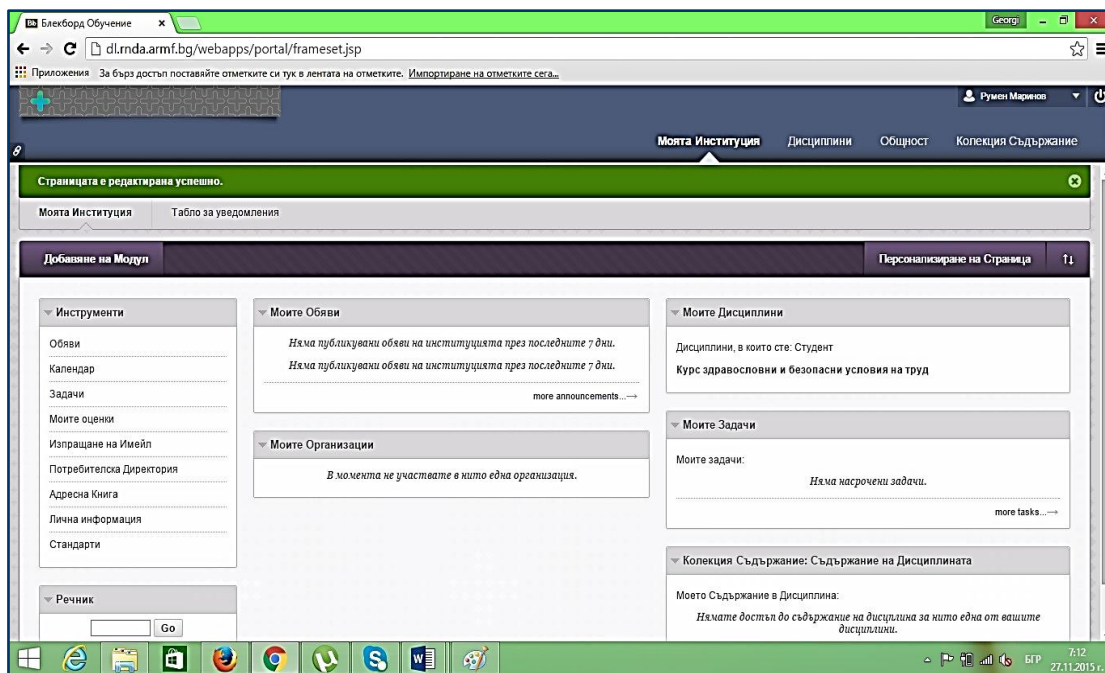 Блекборд Обучение
Georgi
dl.rnda.armf.bg/webapps/portal/frameset.jsp
Приложения За бърз достъп поставяйте отметките си тук в лентата на отметките. Импортиране на отметките сега...
Румен Маринов
Моята Институция Дисциплини Общност Колекция Съдържание
Страницата е редактирана успешно.
Моята Институция Табло за уведомления
Добавяне на Модул Персонализиране на Страница
Инструменти
Обяви
Календар
Задачи
Моите оценки
Изпращане на Имейл
Потребителска Директория
Адресна Книга
Лична информация
Стандарти
Речник
Go
Моите Обяви
Няма публикувани обяви на институцията през последните 7 дни.
Няма публикувани обяви на институцията през последните 7 дни.
more announcements...→
Моите Организации
В момента не участвате в нито една организация.
Моите Дисциплини
Дисциплини, в които сте: Студент
Курс здравословни и безопасни условия на труд
Моите Задачи
Моите задачи:
Няма насрочени задачи.
more tasks...→
Колекция Съдържание: Съдържание на Дисциплината
Моето Съдържание в Дисциплина:
Нямате достъп до съдържание на дисциплина за нито една от вашите
дисциплини.
БГР
7:12
27.11.2015 г.